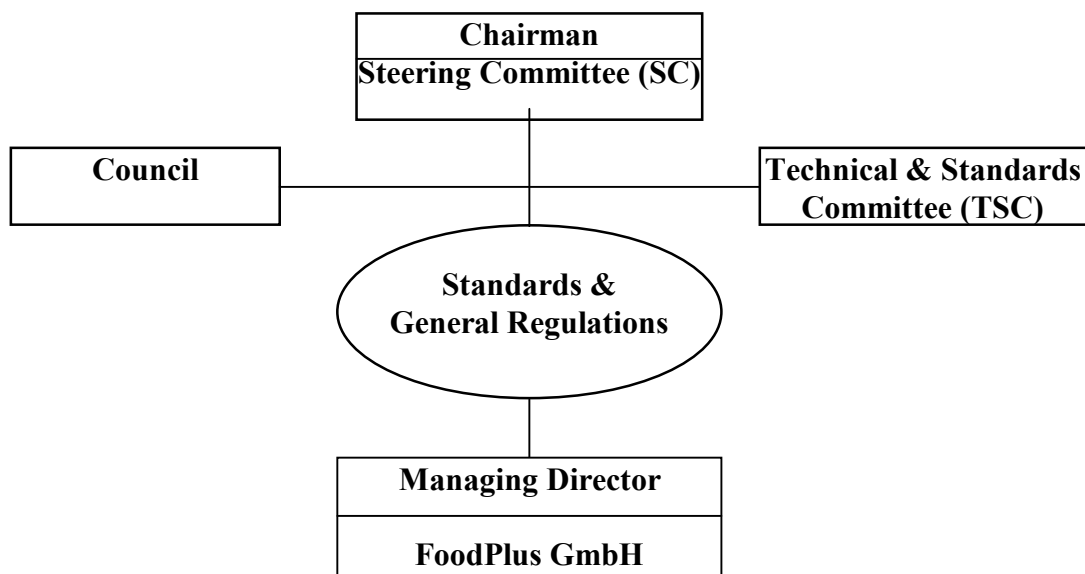 Chairman
Steering Committee (SC)
Council
Technical & Standards
Committee (TSC)
Standards &
General Regulations
Managing Director
FoodPlus GmbH